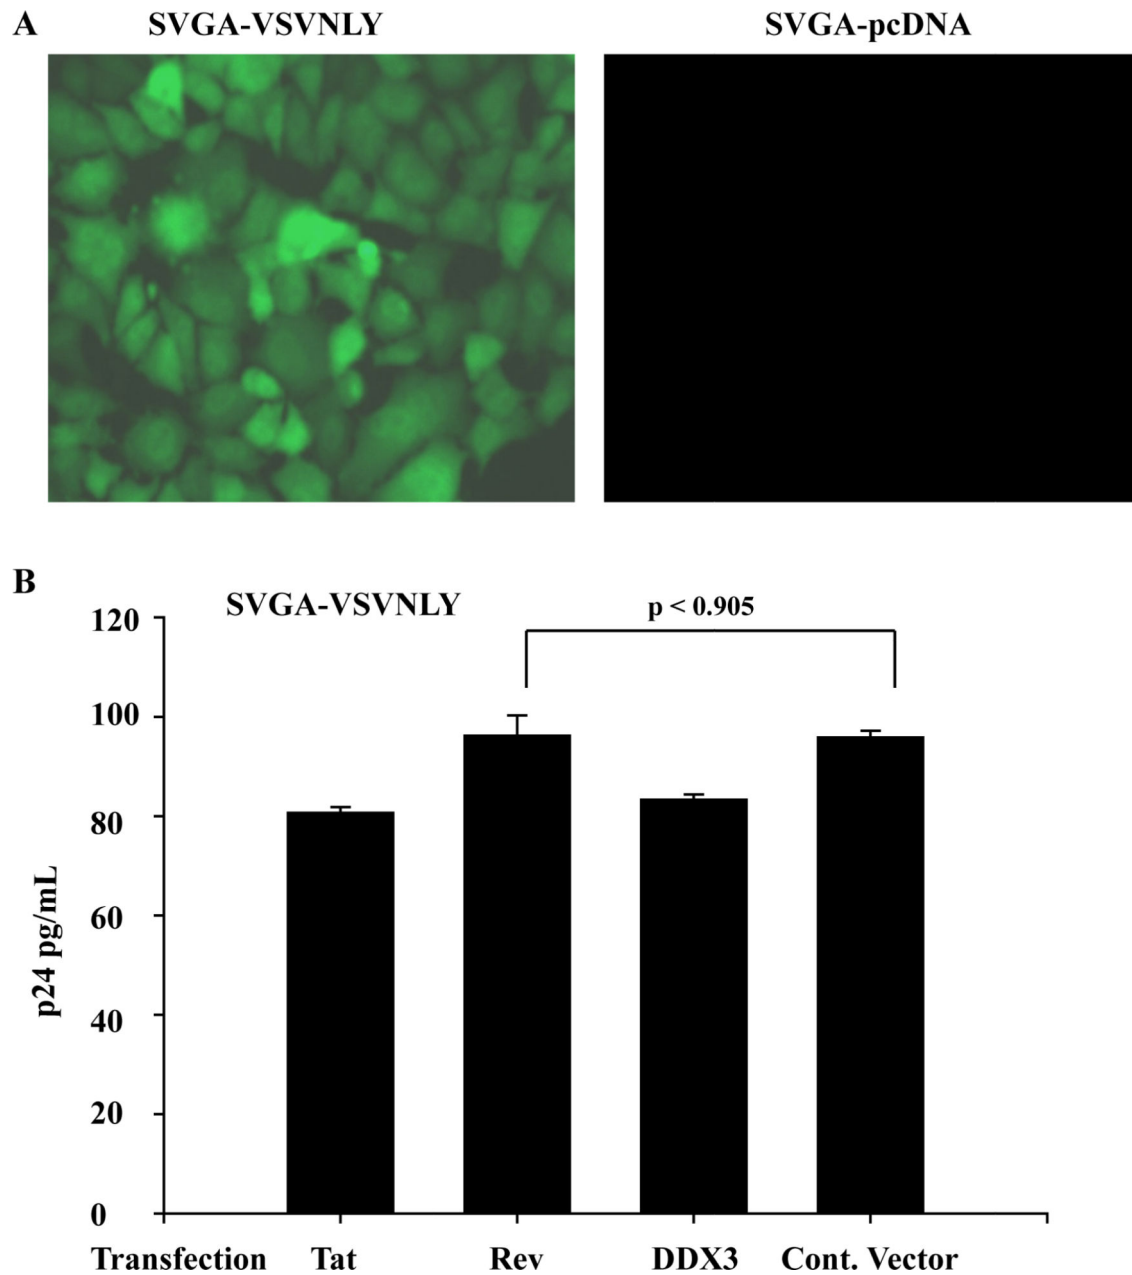 A
SVGA-VSVNLY
SVGA-pcDNA
B
SVGA-VSVNLY
p < 0.905
120
100
80
60
40
20
0
p24 pg/mL
Transfection Tat Rev DDX3 Cont. Vector